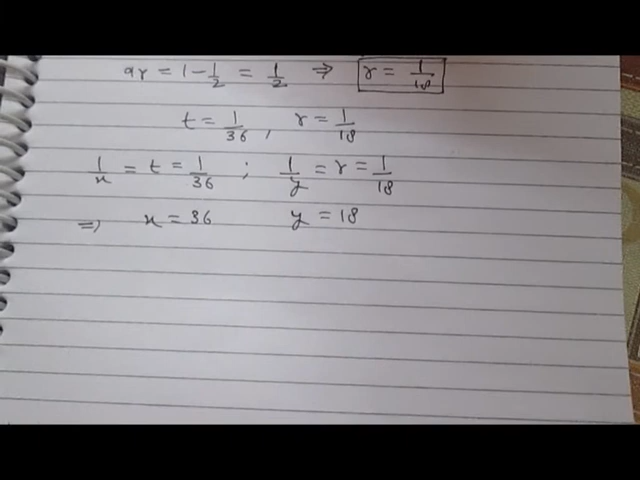 9r = 1 - 1/2 = 1/2 ⇒ r = 1/18
t = 1/36 , r = 1/18
1/x = t = 1/36 ; 1/y = r = 1/18
⇒ x = 36 y = 18